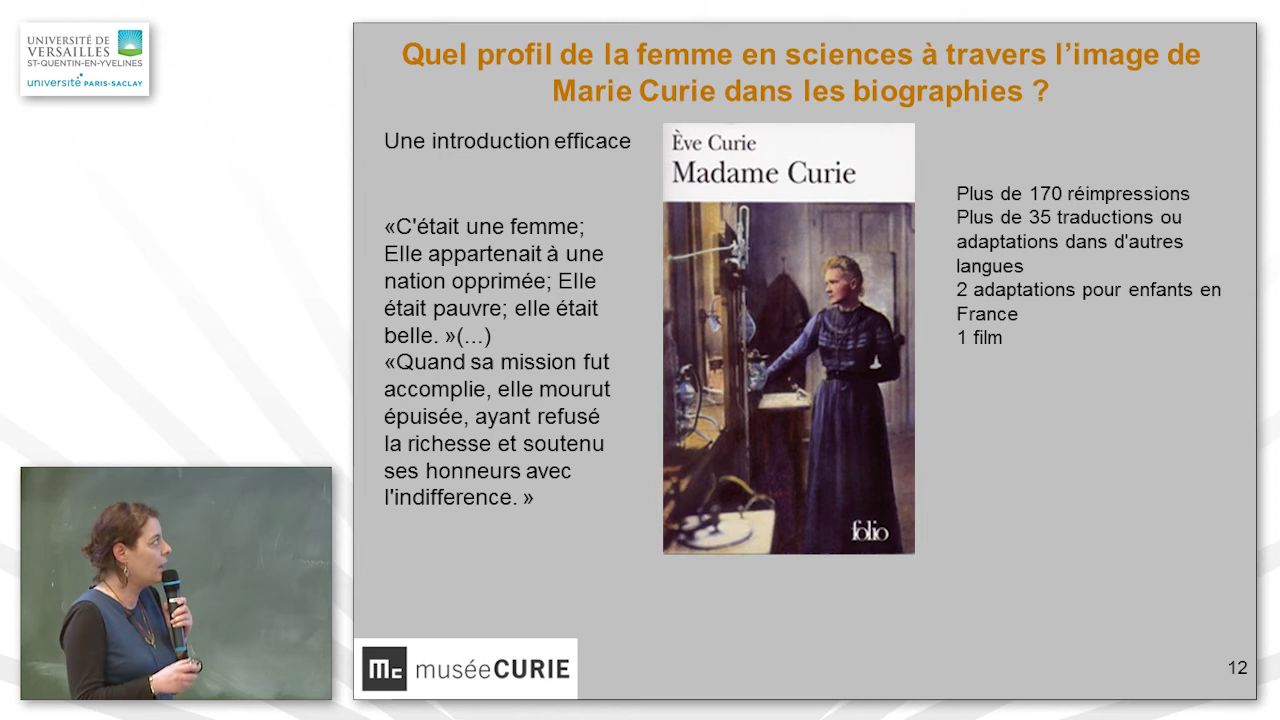 UNIVERSITÉ DE
VERSAILLES
ST-QUENTIN-EN-YVELINES
université PARIS-SACLAY
Quel profil de la femme en sciences à travers l’image de
Marie Curie dans les biographies ?
Une introduction efficace
«C'était une femme;
Elle appartenait à une
nation opprimée; Elle
était pauvre; elle était
belle. »(...)
«Quand sa mission fut
accomplie, elle mourut
épuisée, ayant refusé
la richesse et soutenu
ses honneurs avec
l'indifference. »
Ève Curie
Madame Curie
folio
Plus de 170 réimpressions
Plus de 35 traductions ou
adaptations dans d'autres
langues
2 adaptations pour enfants en
France
1 film
Mc muséeCURIE
12